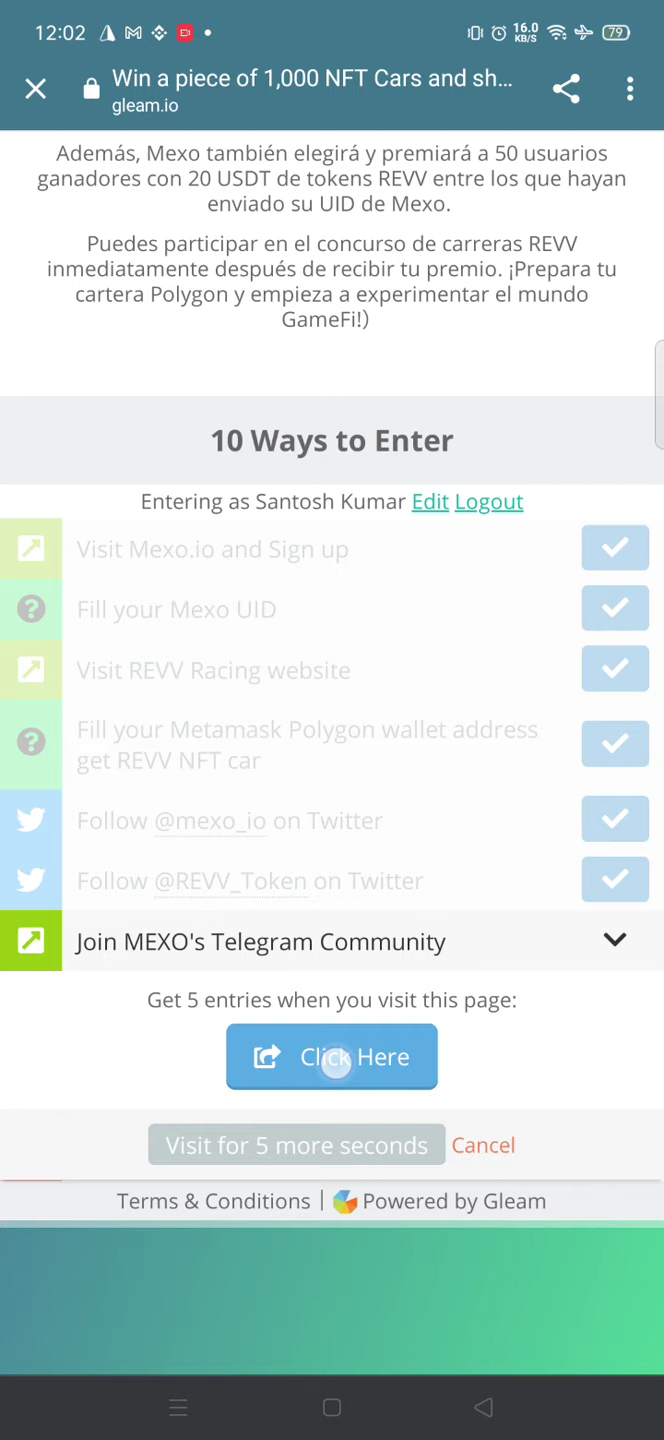 12:02
16.0
KB/S
79
Win a piece of 1,000 NFT Cars and sh...
gleam.io
Además, Mexo también elegirá y premiará a 50 usuarios
ganadores con 20 USDT de tokens REVV entre los que hayan
enviado su UID de Mexo.
Puedes participar en el concurso de carreras REVV
inmediatamente después de recibir tu premio. ¡Prepara tu
cartera Polygon y empieza a experimentar el mundo
GameFi!)
10 Ways to Enter
Entering as Santosh Kumar Edit Logout
Visit Mexo.io and Sign up
Fill your Mexo UID
Visit REVV Racing website
Fill your Metamask Polygon wallet address
get REVV NFT car
Follow @mexo_io on Twitter
Follow @REVV_Token on Twitter
Join MEXO's Telegram Community
Get 5 entries when you visit this page:
Click Here
Visit for 5 more seconds Cancel
Terms & Conditions | Powered by Gleam